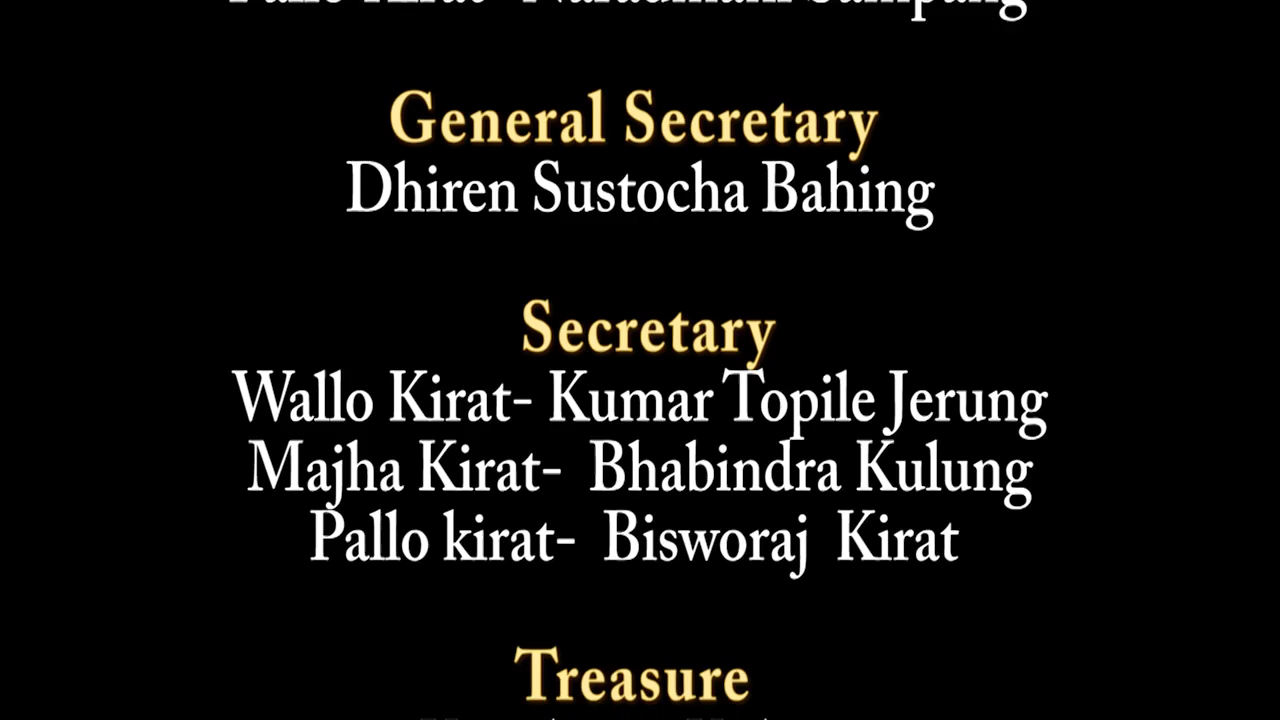 General Secretary
Dhiren Sustocha Bahing
Secretary
Wallo Kirat- Kumar Topile Jerung
Majha Kirat- Bhabindra Kulung
Pallo kirat- Bisworaj Kirat
Treasure